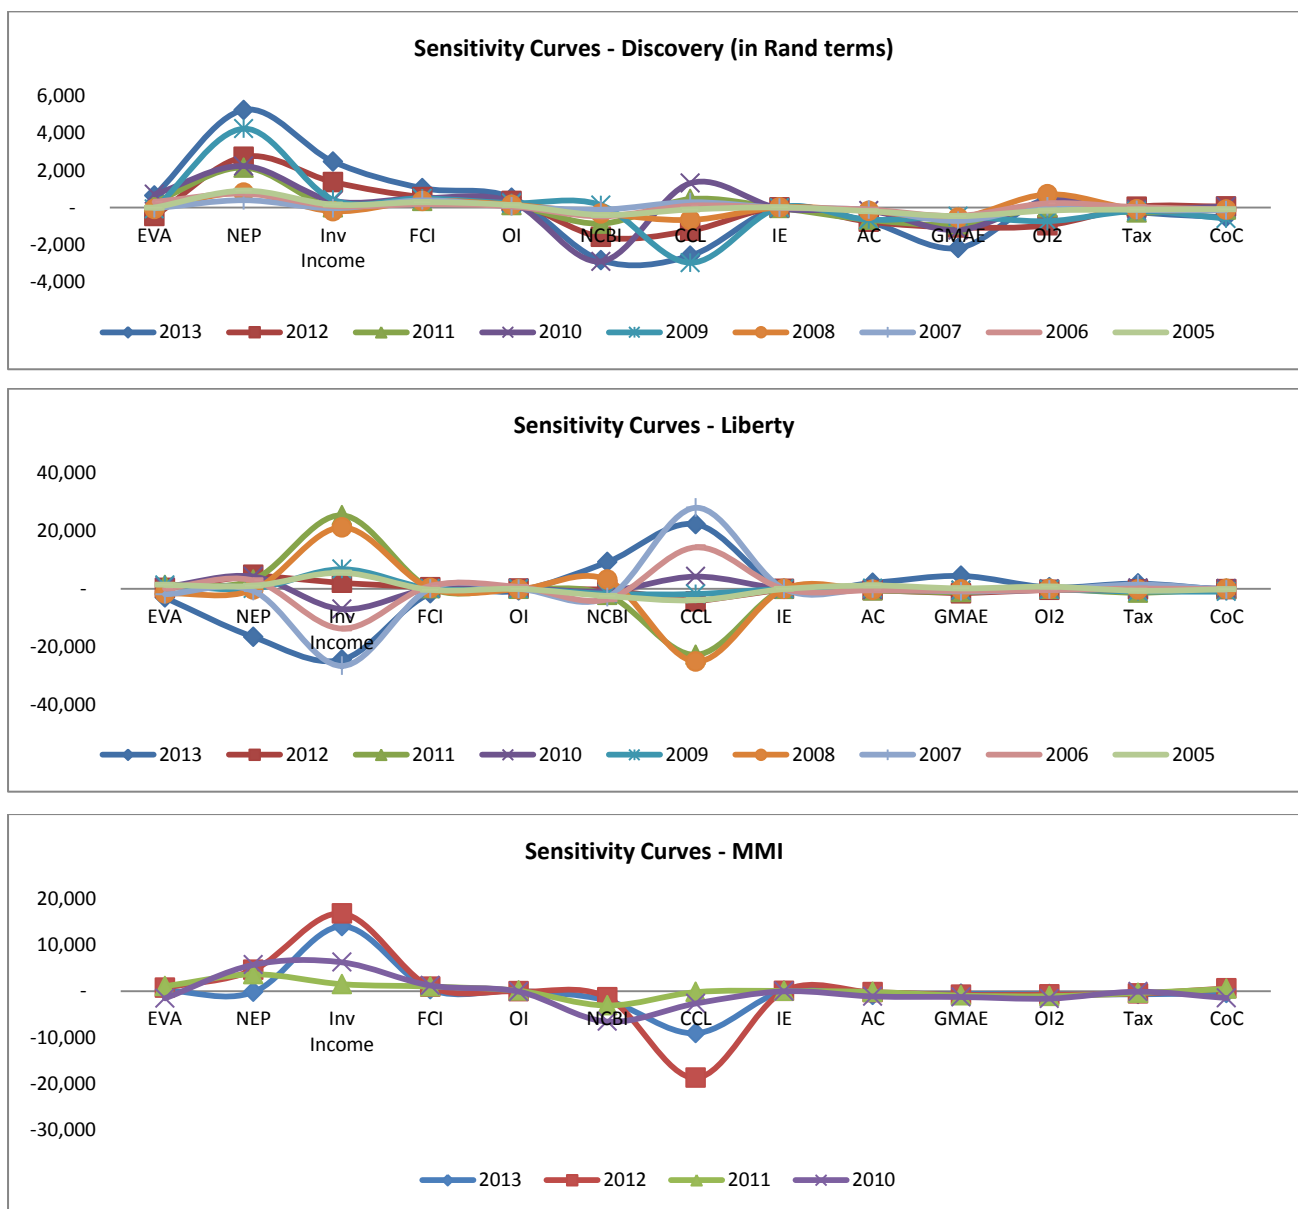 Sensitivity Curves - Discovery (in Rand terms)
6,000
4,000
2,000
-
-2,000
-4,000
EVA NEP Inv FCI OI NCBI CCL IE AC GMAE OI2 Tax CoC
Income
2013 2012 2011 2010 2009 2008 2007 2006 2005
Sensitivity Curves - Liberty
40,000
20,000
-
-20,000
-40,000
EVA NEP Inv FCI OI NCBI CCL IE AC GMAE OI2 Tax CoC
Income
2013 2012 2011 2010 2009 2008 2007 2006 2005
Sensitivity Curves - MMI
20,000
10,000
-
-10,000
-20,000
-30,000
EVA NEP Inv FCI OI NCBI CCL IE AC GMAE OI2 Tax CoC
Income
2013 2012 2011 2010